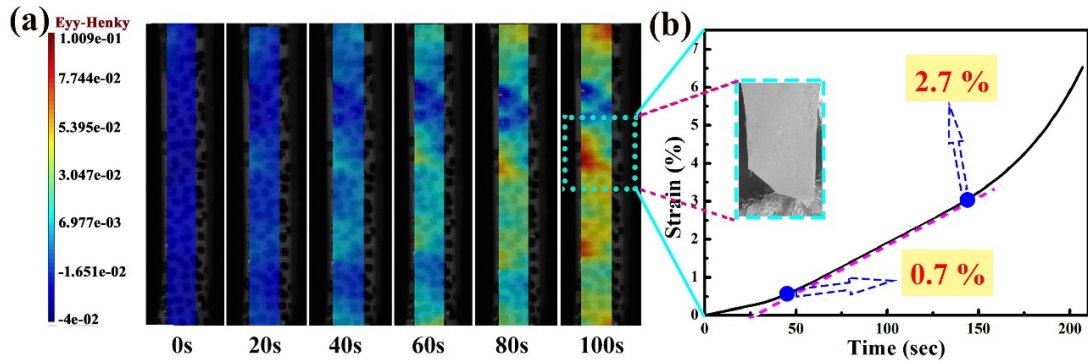 (a)
Eyy-Henky
1.009e-01
7.744e-02
5.395e-02
3.046e-02
6.977e-03
-1.651e-02
-4e-02
0s
20s
40s
60s
80s
100s
(b)
Strain (%)
7
6
5
4
3
2
1
0
2.7 %
0.7 %
0
50
100
150
200
Time (sec)